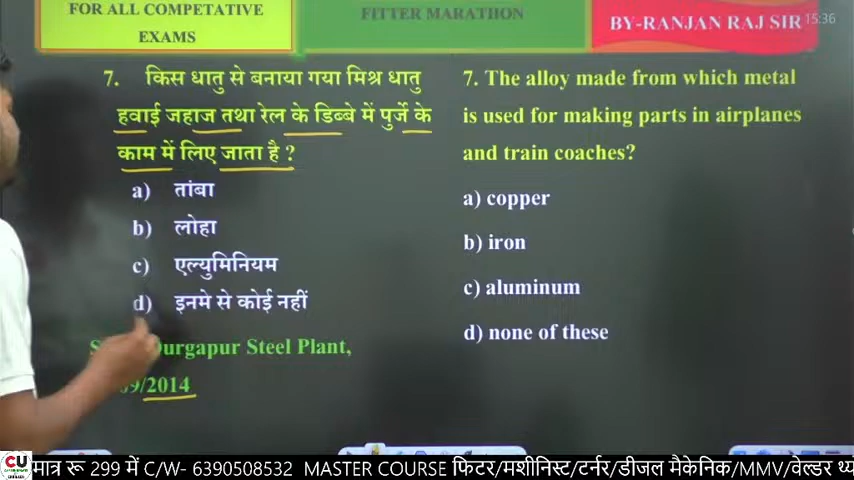 FOR ALL COMPETATIVE
EXAMS
FITTER MARATHON
BY-RANJAN RAJ SIR
15:36
7. किस धातु से बनाया गया मिश्र धातु
हवाई जहाज तथा रेल के डिब्बे में पुर्जे के
काम में लिए जाता है ?
a) तांबा
b) लोहा
c) एल्युमिनियम
d) इनमे से कोई नहीं
Durgapur Steel Plant,
09/2014
7. The alloy made from which metal
is used for making parts in airplanes
and train coaches?
a) copper
b) iron
c) aluminum
d) none of these
CU
मात्र रू 299 में C/W- 6390508532 MASTER COURSE फिटर/मशीनिस्ट/टर्नर/डीजल मैकेनिक/MMV/वेल्डर